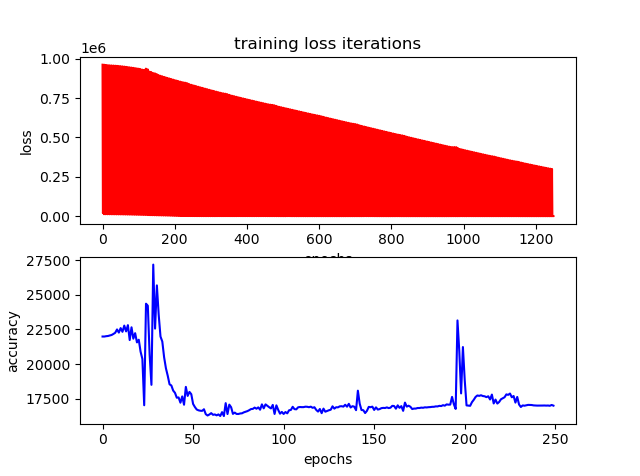 training loss iterations
1e6
1.00
0.75
0.50
0.25
0.00
loss
0 200 400 600 800 1000 1200
epochs
27500
25000
22500
20000
17500
accuracy
0 50 100 150 200 250
epochs